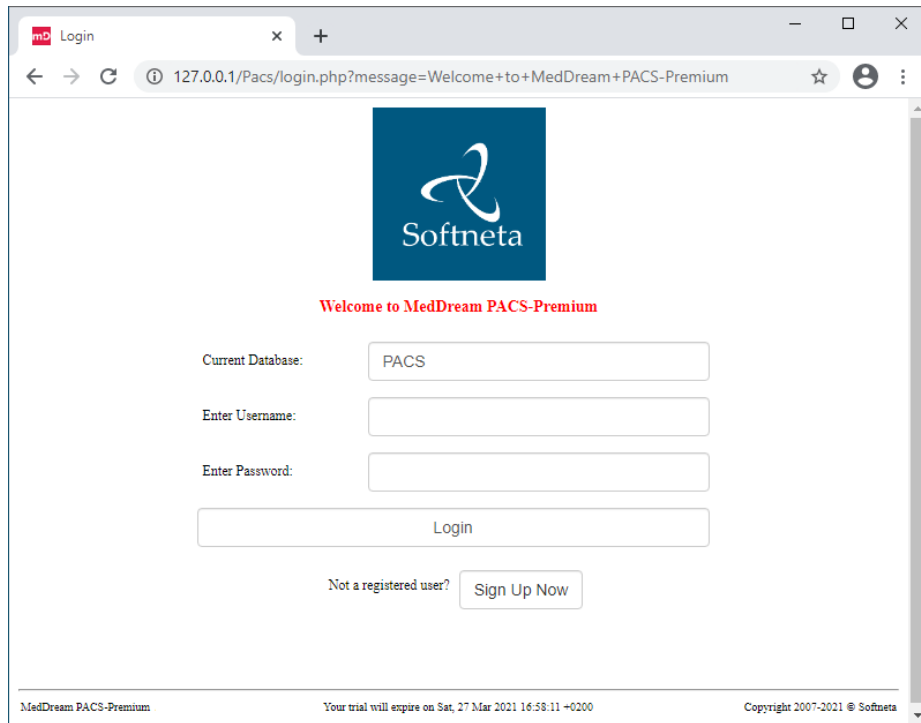 mD Login
127.0.0.1/Pacs/login.php?message=Welcome+to+MedDream+PACS-Premium
Softneta
Welcome to MedDream PACS-Premium
Current Database: PACS
Enter Username:
Enter Password:
Login
Not a registered user? Sign Up Now
MedDream PACS-Premium Your trial will expire on Sat, 27 Mar 2021 16:58:11 +0200 Copyright 2007-2021 © Softneta